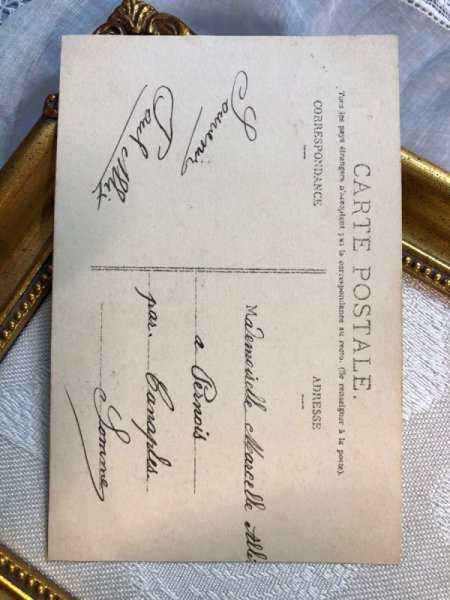 CARTE POSTALE.
Tous les pays étrangers n'acceptent pas la correspondance au recto. (Se renseigner à la poste).
CORRESPONDANCE
ADRESSE
Souvenir
Paul
Mademoiselle Marcelle
a Pernois
par Canaples
Somme